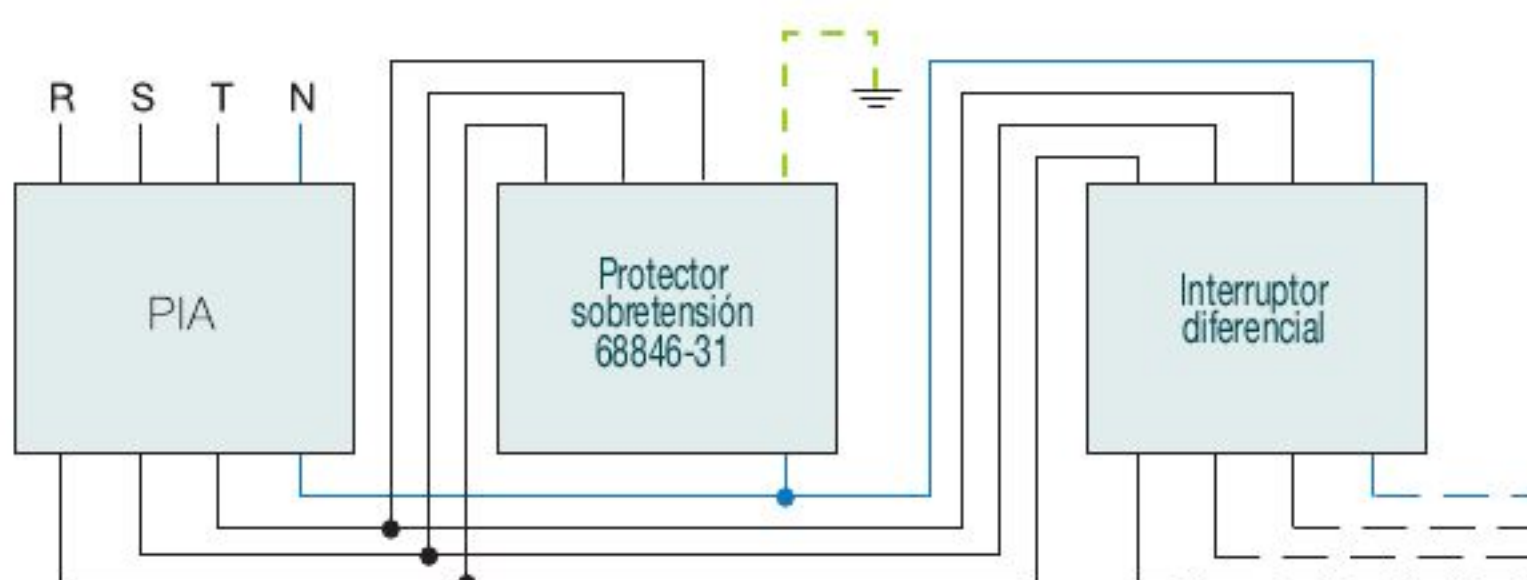 R S T N
PIA
Protector
sobretensión
68846-31
Interruptor
diferencial